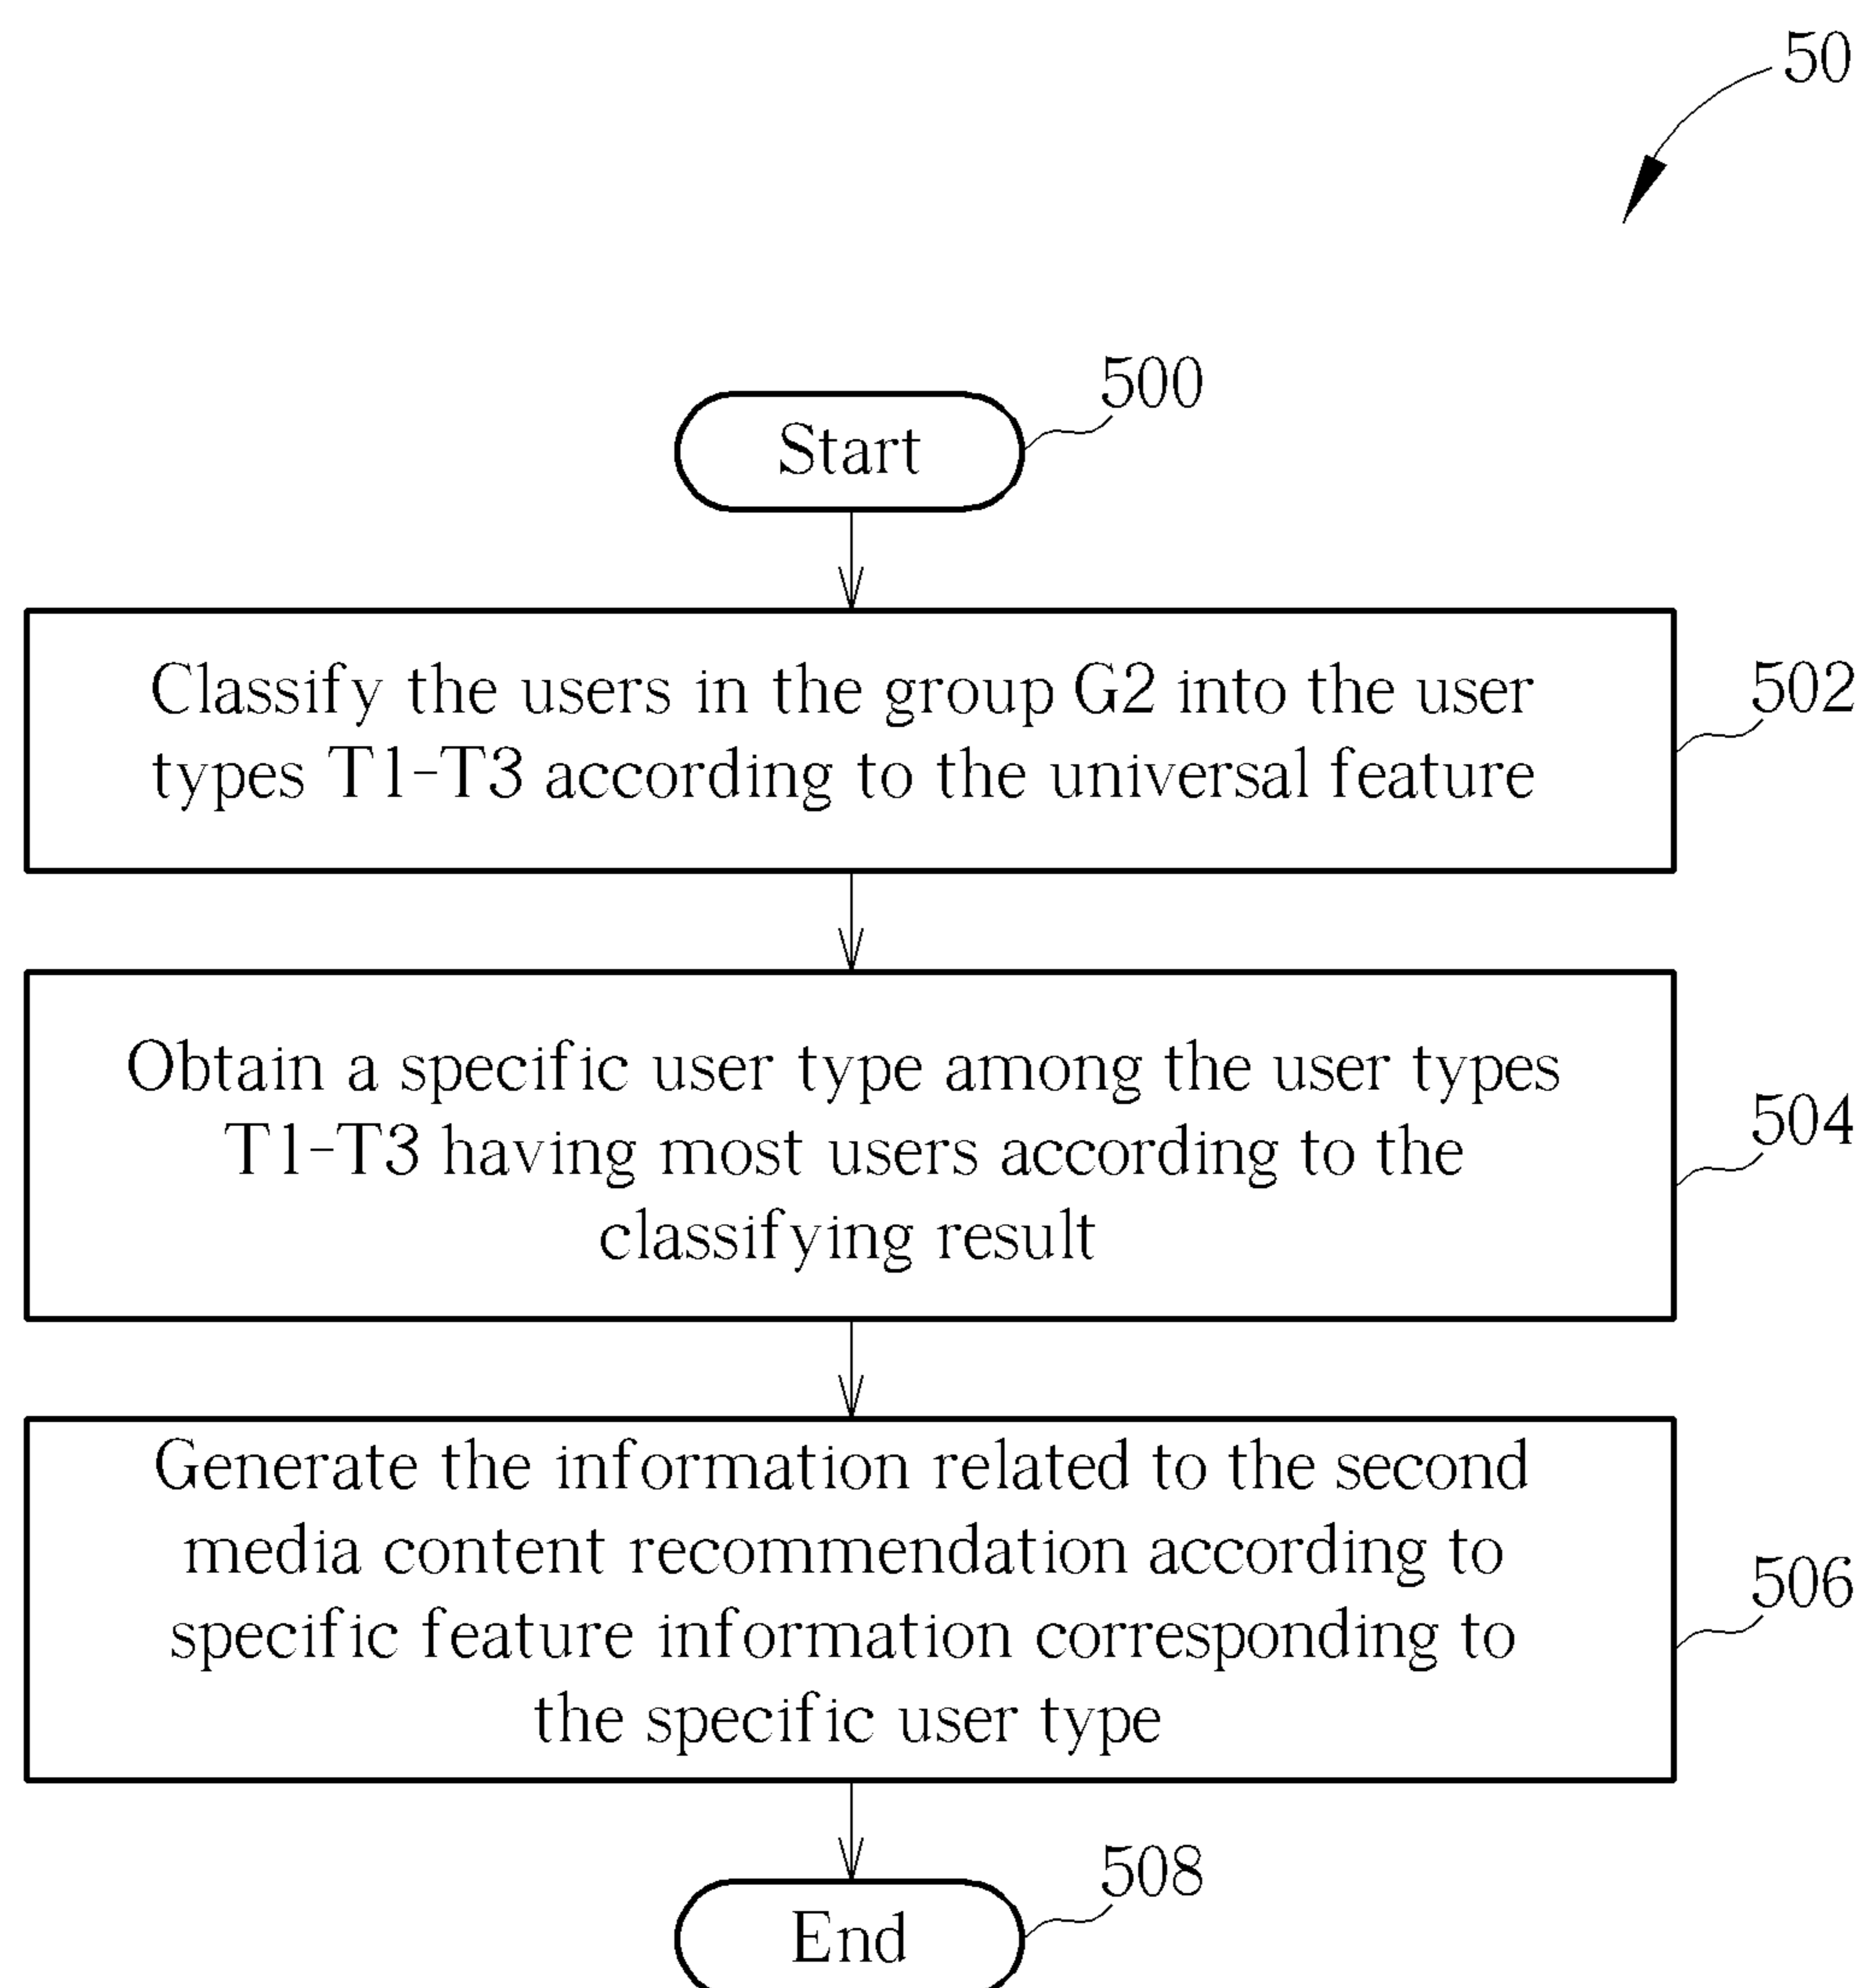 50
500
Start
502
Classify the users in the group G2 into the user
types T1-T3 according to the universal feature
Obtain a specific user type among the user types
T1-T3 having most users according to the
classifying result
504
Generate the information related to the second
media content recommendation according to
specific feature information corresponding to
the specific user type
506
508
End